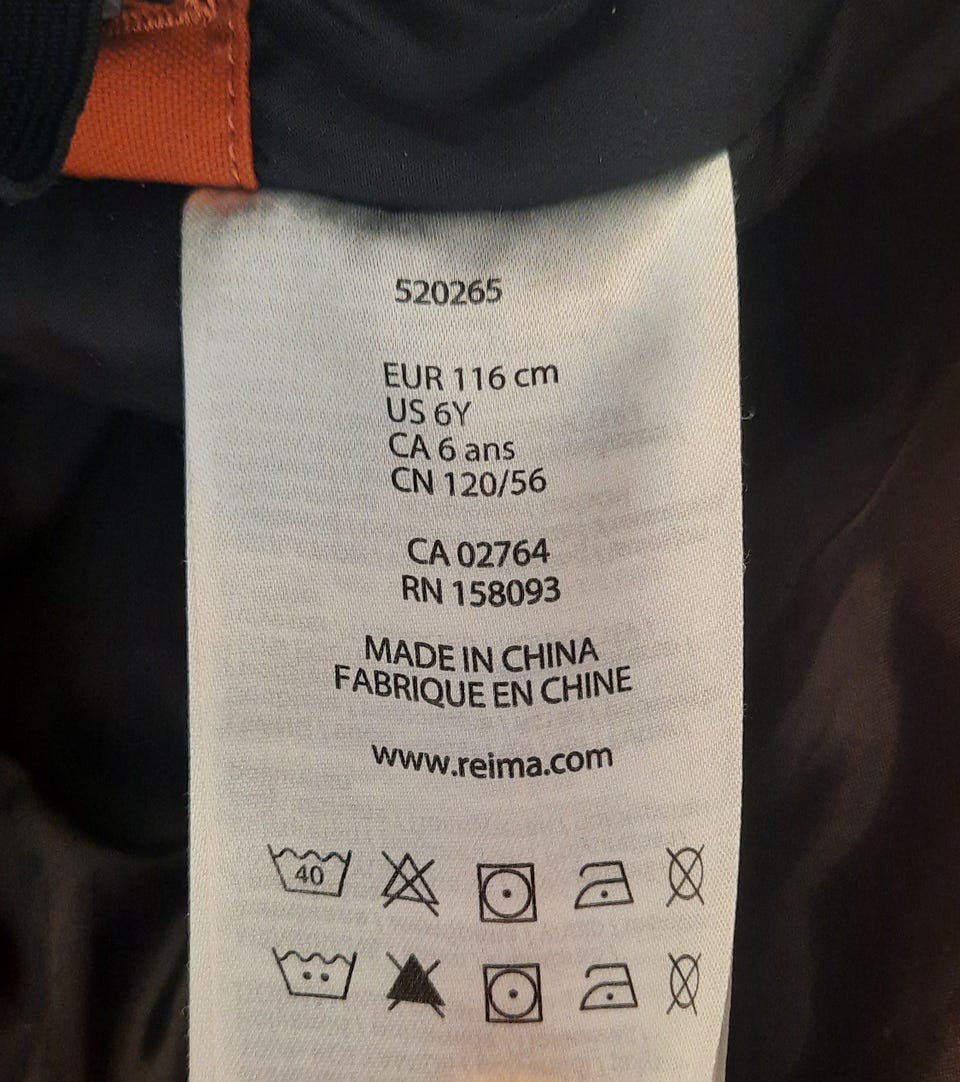 520265
EUR 116 cm
US 6Y
CA 6 ans
CN 120/56
CA 02764
RN 158093
MADE IN CHINA
FABRIQUE EN CHINE
www.reima.com
40